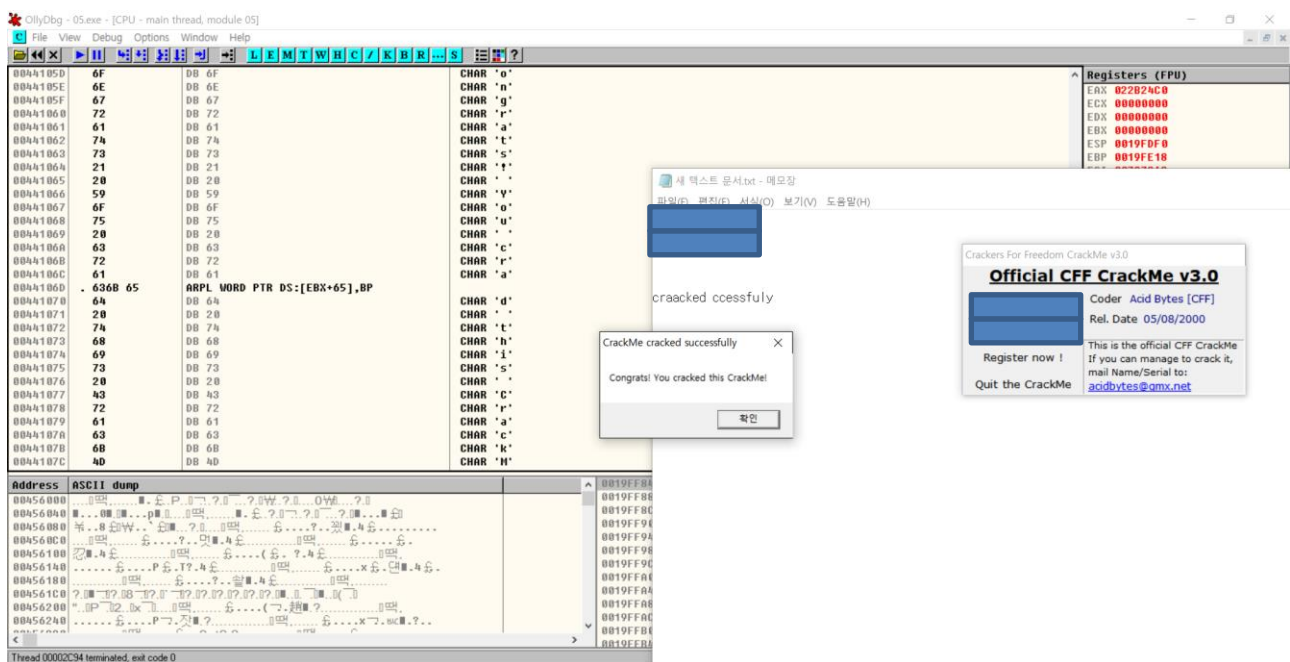 OllyDbg - 05.exe - [CPU - main thread, module 05]
C File View Debug Options Window Help
L E M T W H C / K B R ... S ?
0044105D 6F DB 6F CHAR 'o'
0044105E 6E DB 6E CHAR 'n'
0044105F 67 DB 67 CHAR 'g'
00441060 72 DB 72 CHAR 'r'
00441061 61 DB 61 CHAR 'a'
00441062 74 DB 74 CHAR 't'
00441063 73 DB 73 CHAR 's'
00441064 21 DB 21 CHAR '!'
00441065 20 DB 20 CHAR ' '
00441066 59 DB 59 CHAR 'Y'
00441067 6F DB 6F CHAR 'o'
00441068 75 DB 75 CHAR 'u'
00441069 20 DB 20 CHAR ' '
0044106A 63 DB 63 CHAR 'c'
0044106B 72 DB 72 CHAR 'r'
0044106C 61 DB 61 CHAR 'a'
0044106D . 636B 65 ARPL WORD PTR DS:[EBX+65],BP
00441070 64 DB 64 CHAR 'd'
00441071 20 DB 20 CHAR ' '
00441072 74 DB 74 CHAR 't'
00441073 68 DB 68 CHAR 'h'
00441074 69 DB 69 CHAR 'i'
00441075 73 DB 73 CHAR 's'
00441076 20 DB 20 CHAR ' '
00441077 43 DB 43 CHAR 'C'
00441078 72 DB 72 CHAR 'r'
00441079 61 DB 61 CHAR 'a'
0044107A 63 DB 63 CHAR 'c'
0044107B 6B DB 6B CHAR 'k'
0044107C 4D DB 4D CHAR 'M'
Registers (FPU)
EAX 022B24C0
ECX 00000000
EDX 00000000
EBX 00000000
ESP 0019FDF0
EBP 0019FE18
새 텍스트 문서.txt - 메모장
파일(F) 편집(E) 서식(O) 보기(V) 도움말(H)
craacked ccessfuly
CrackMe cracked successfully
Congrats! You cracked this CrackMe!
확인
Crackers For Freedom CrackMe v3.0
Official CFF CrackMe v3.0
Coder Acid Bytes [CFF]
Rel. Date 05/08/2000
Register now !
Quit the CrackMe
This is the official CFF CrackMe
If you can manage to crack it,
mail Name/Serial to:
acidbytes@gmx.net
Address ASCII dump
00456000
00456040
00456080
004560C0
00456100
00456140
00456180
004561C0
00456200
00456240
0019FF84
0019FF88
0019FF8C
0019FF90
0019FF94
0019FF98
0019FF9C
0019FFA0
0019FFA4
0019FFA8
0019FFAC
0019FFB0
Thread 00002C94 terminated, exit code 0